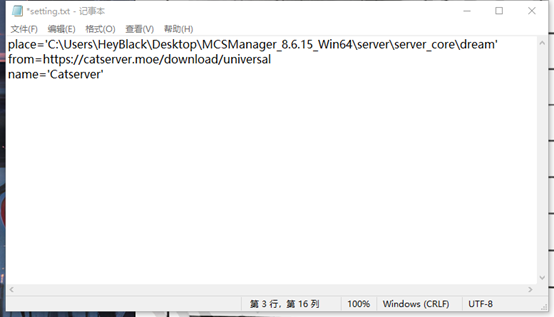 *setting.txt - 记事本
文件(F) 编辑(E) 格式(O) 查看(V) 帮助(H)
place='C:\Users\HeyBlack\Desktop\MCSManager_8.6.15_Win64\server\server_core\dream'
from=https://catserver.moe/download/universal
name='Catserver'
第 3 行，第 16 列 100% Windows (CRLF) UTF-8